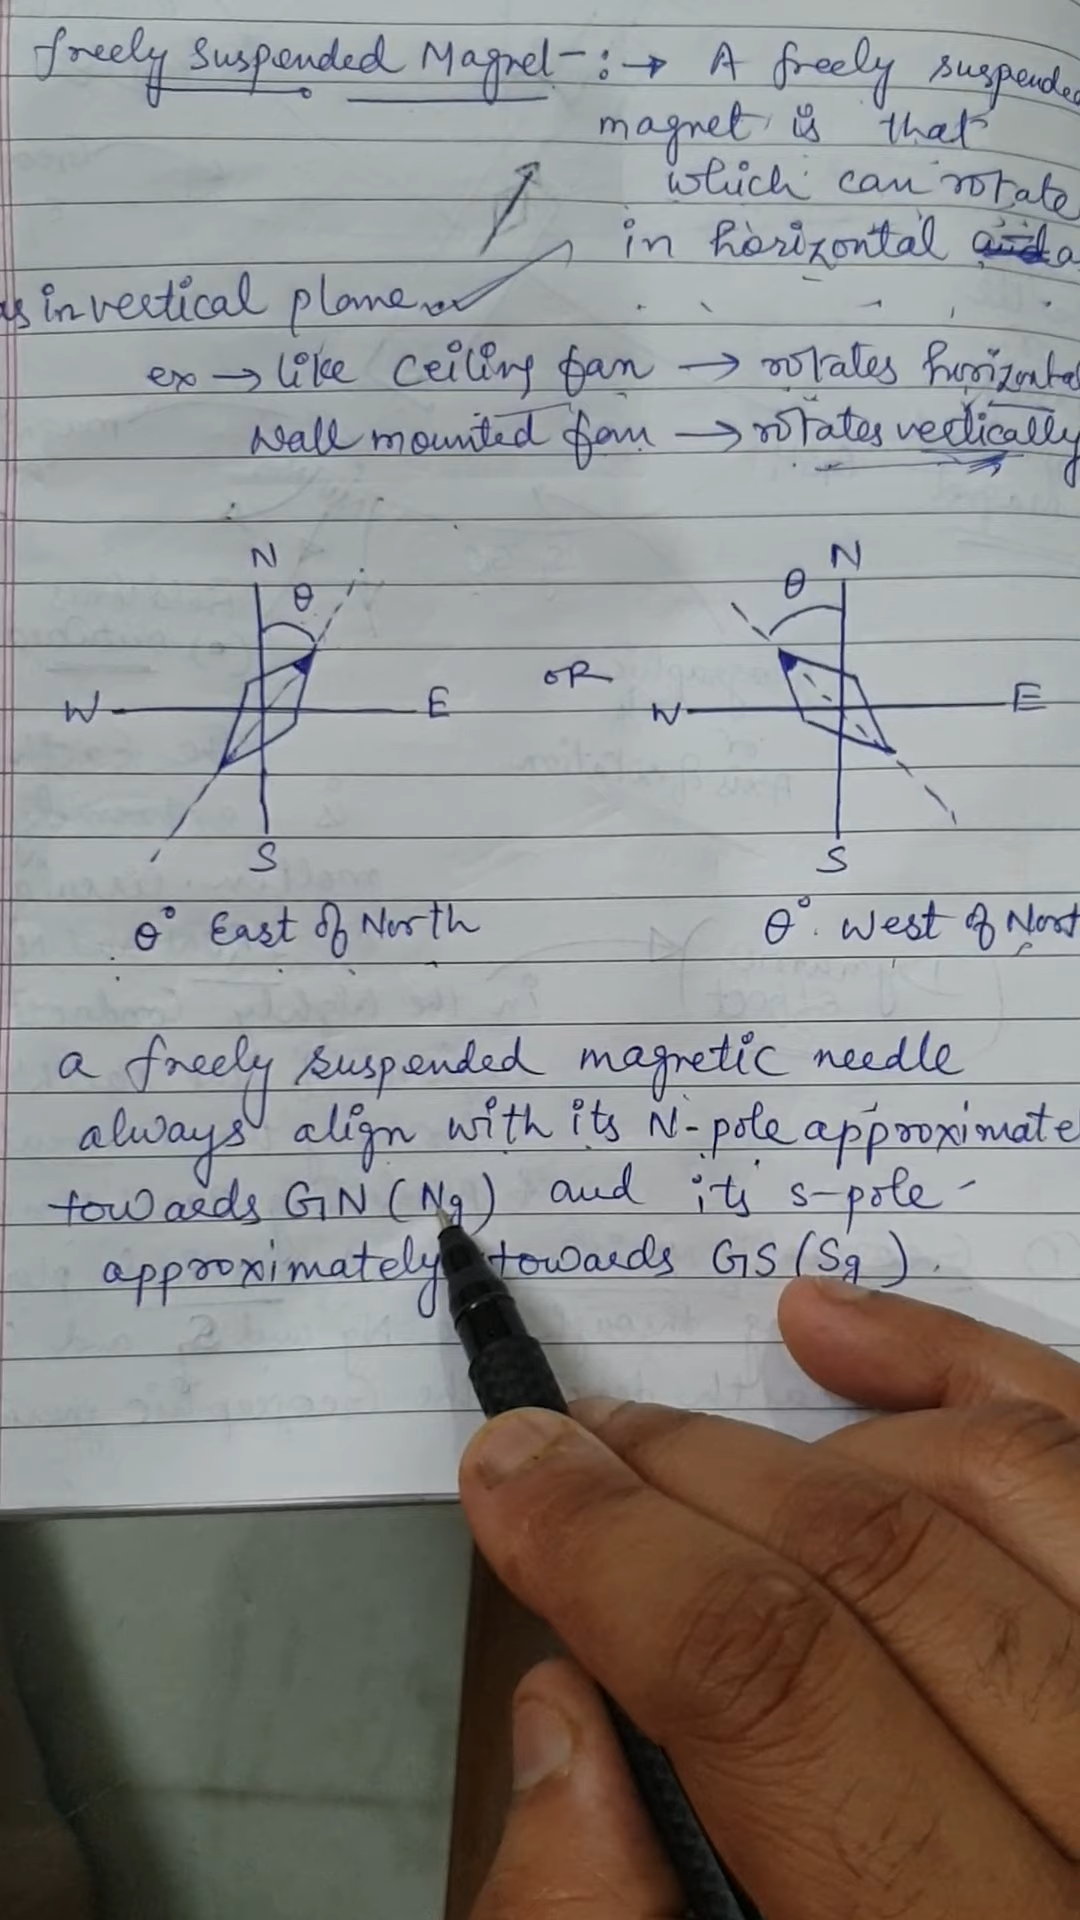 freely suspended Magnet -: → A freely suspended
magnet is that
which can rotate
in horizontal
as in vertical plane
ex → like ceiling fan → rotates horizontal
Wall mounted fan → rotates vertically
N N
θ θ
W E OR W E
S S
θ° East of North θ° West of Nort
a freely suspended magnetic needle
always align with its N-pole approximate
towards GN (Ng) and its s-pole -
approximately towards GS (Sg).